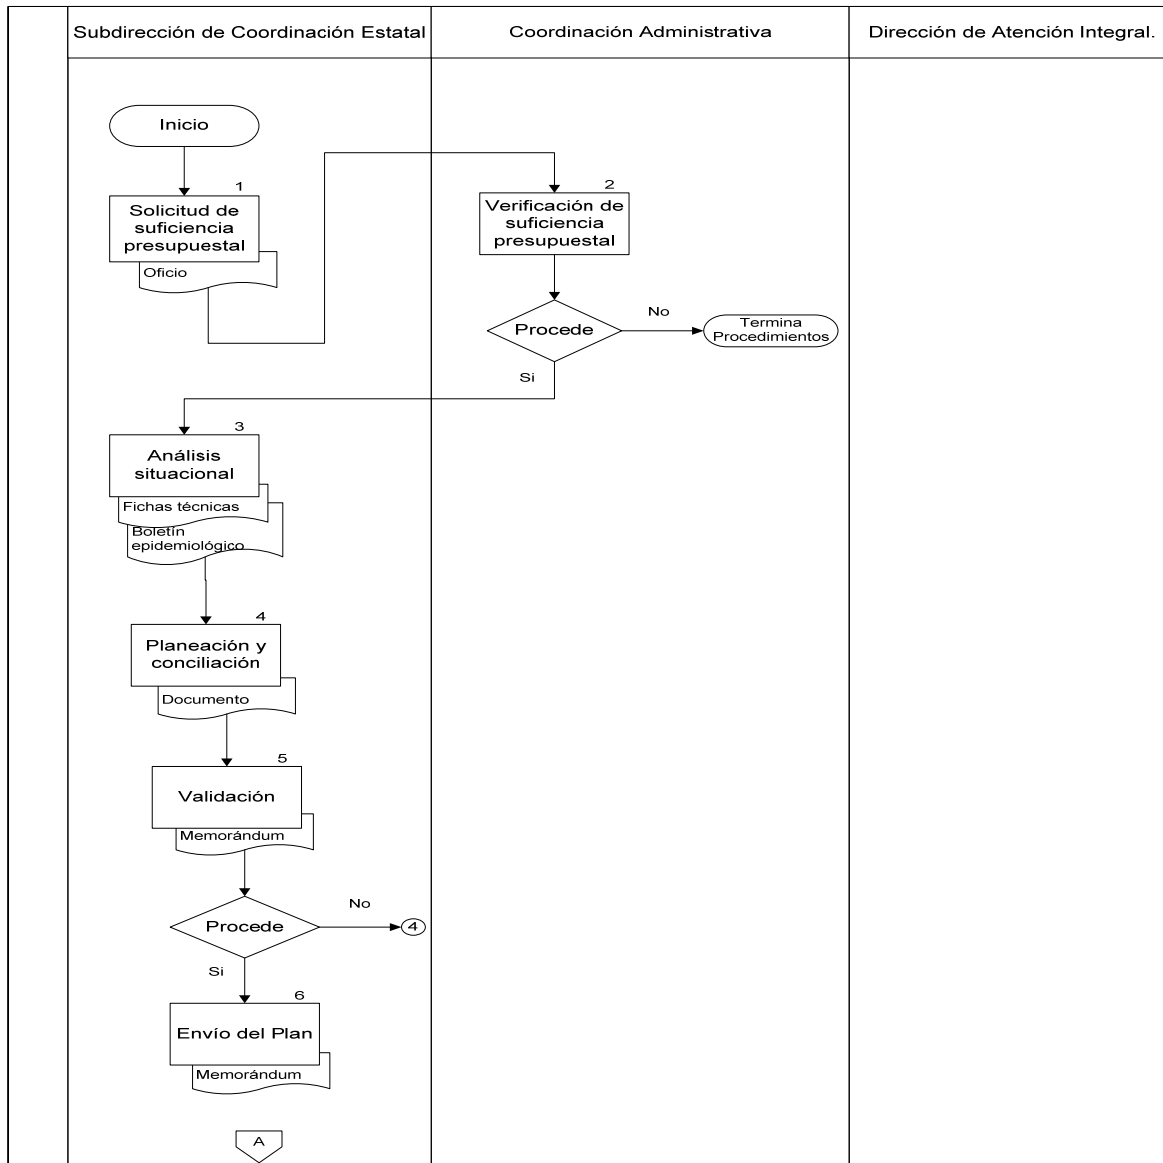 Subdirección de Coordinación Estatal
Coordinación Administrativa
Dirección de Atención Integral.
Inicio
1
Solicitud de
suficiencia
presupuestal
Oficio
2
Verificación de
suficiencia
presupuestal
Procede
No
Termina
Procedimientos
Si
3
Análisis
situacional
Fichas técnicas
Boletín
epidemiológico
4
Planeación y
conciliación
Documento
5
Validación
Memorándum
Procede
No
4
Si
6
Envío del Plan
Memorándum
A